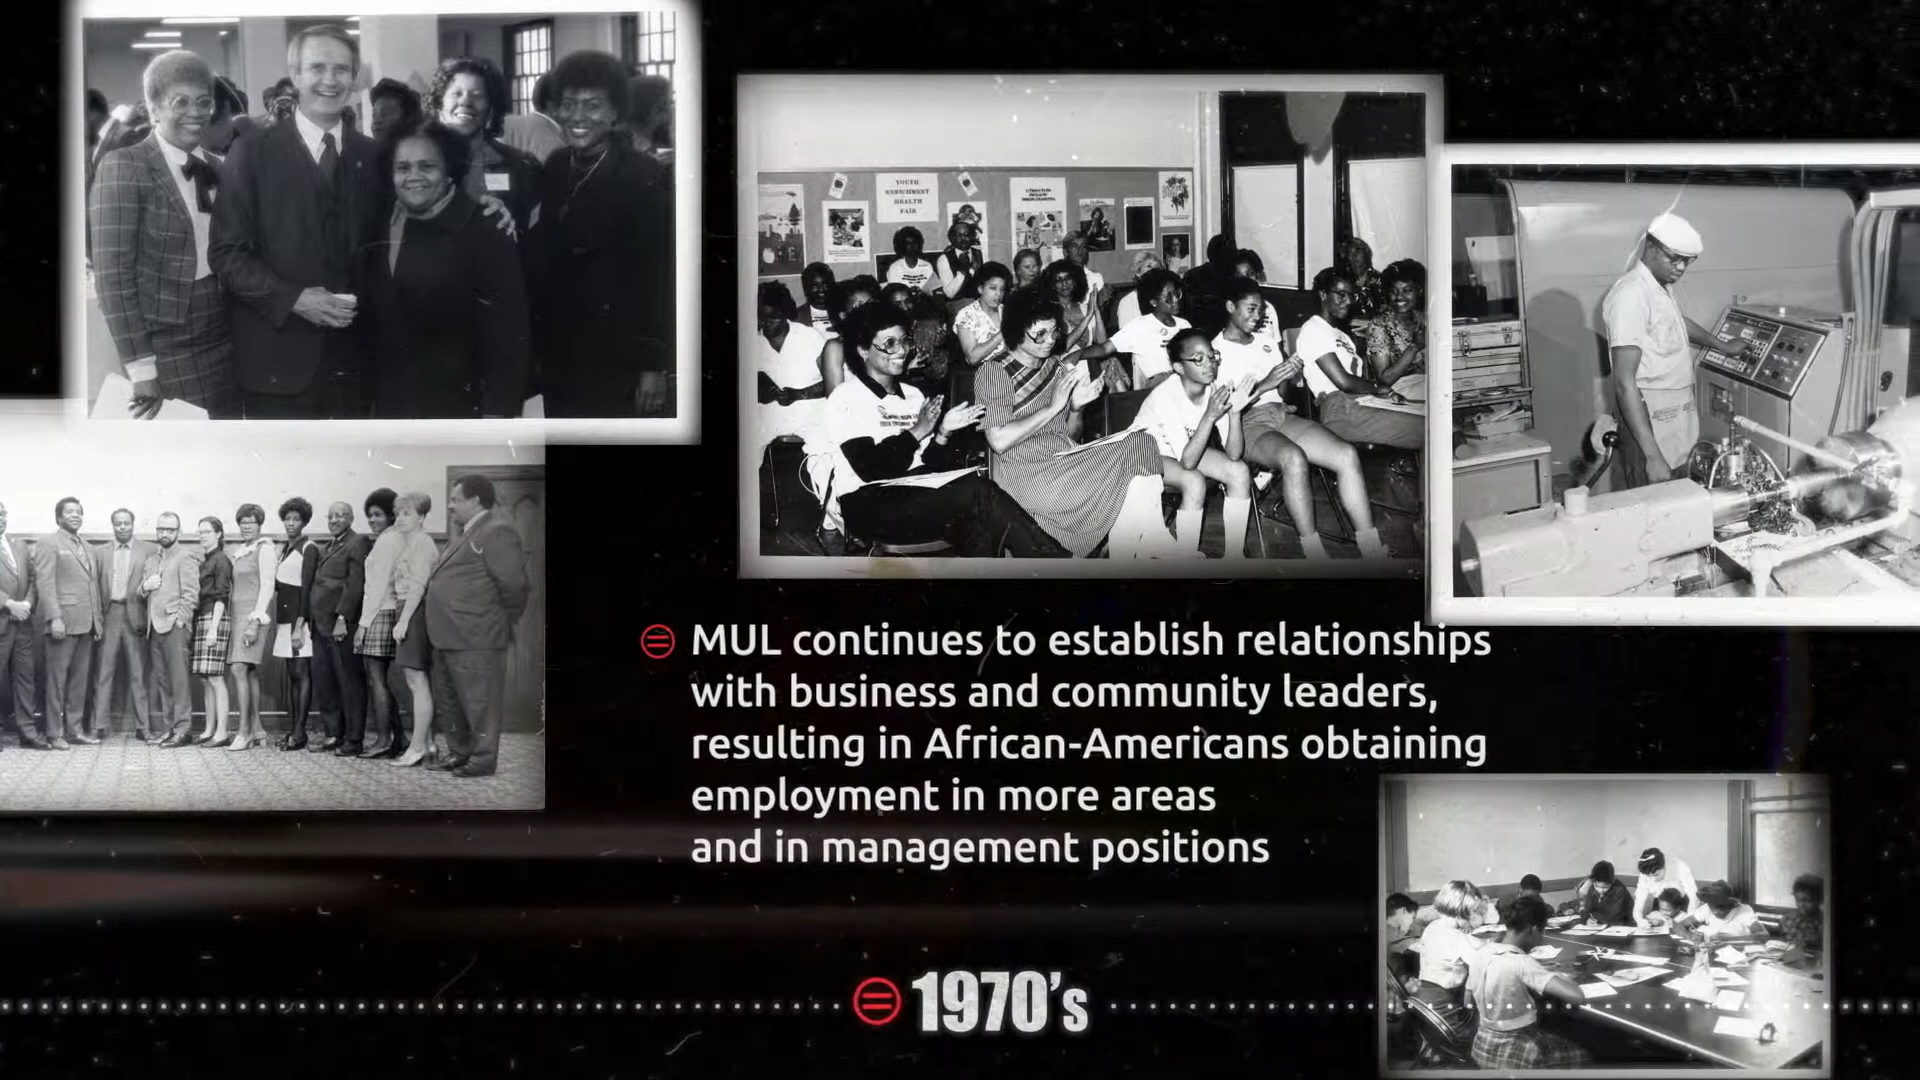 YOUTH
ENRICHMENT
HEALTH
FAIR
MUL continues to establish relationships
with business and community leaders,
resulting in African-Americans obtaining
employment in more areas
and in management positions
1970's